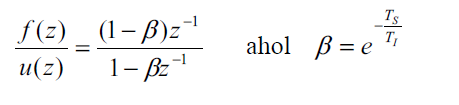 f(z)/u(z) = (1 − β)z⁻¹ / (1 − βz⁻¹) ahol β = e^(−T_S/T_I)